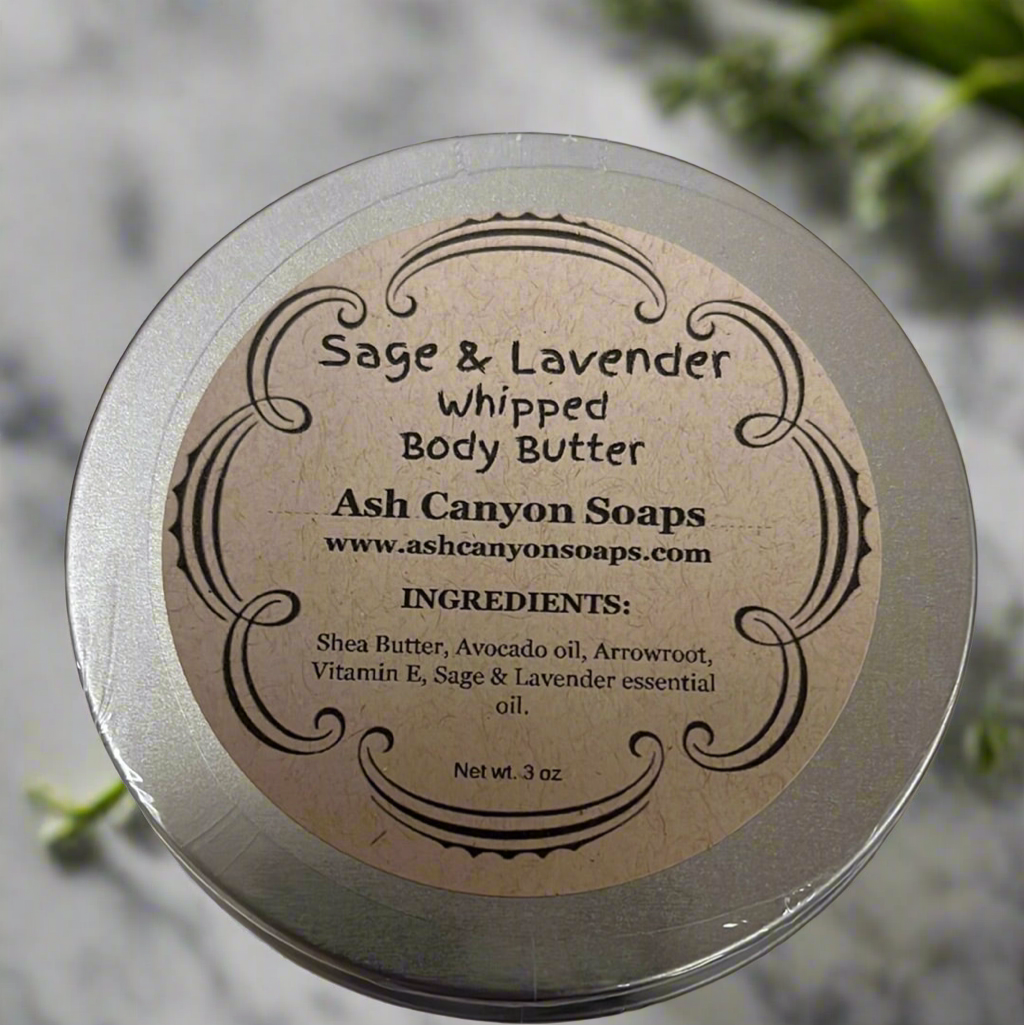 Sage & Lavender
Whipped
Body Butter
Ash Canyon Soaps
www.ashcanyonsoaps.com
INGREDIENTS:
Shea Butter, Avocado oil, Arrowroot,
Vitamin E, Sage & Lavender essential
oil.
Net wt. 3 oz